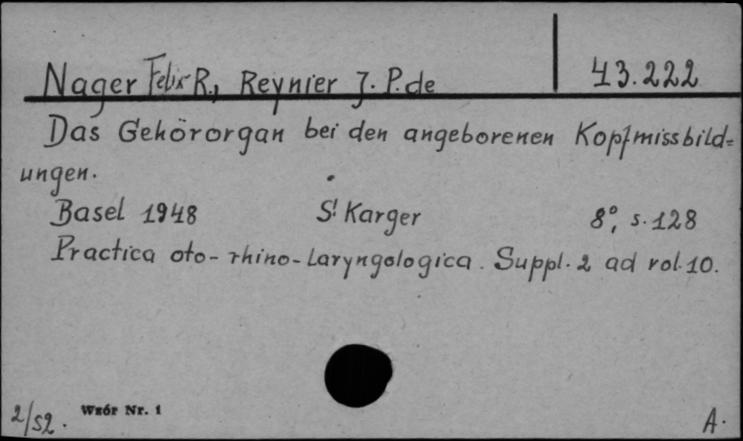 Nager Felix R., Reynier J. P. de
43.222
Das Gehörorgan bei den angeborenen Kopfmissbild=
ungen.
Basel 1948 S. Karger 8°, s. 128
Practica oto-rhino-laryngologica. Suppl. 2 ad vol. 10.
2/52.
Wzór Nr. 1
A.